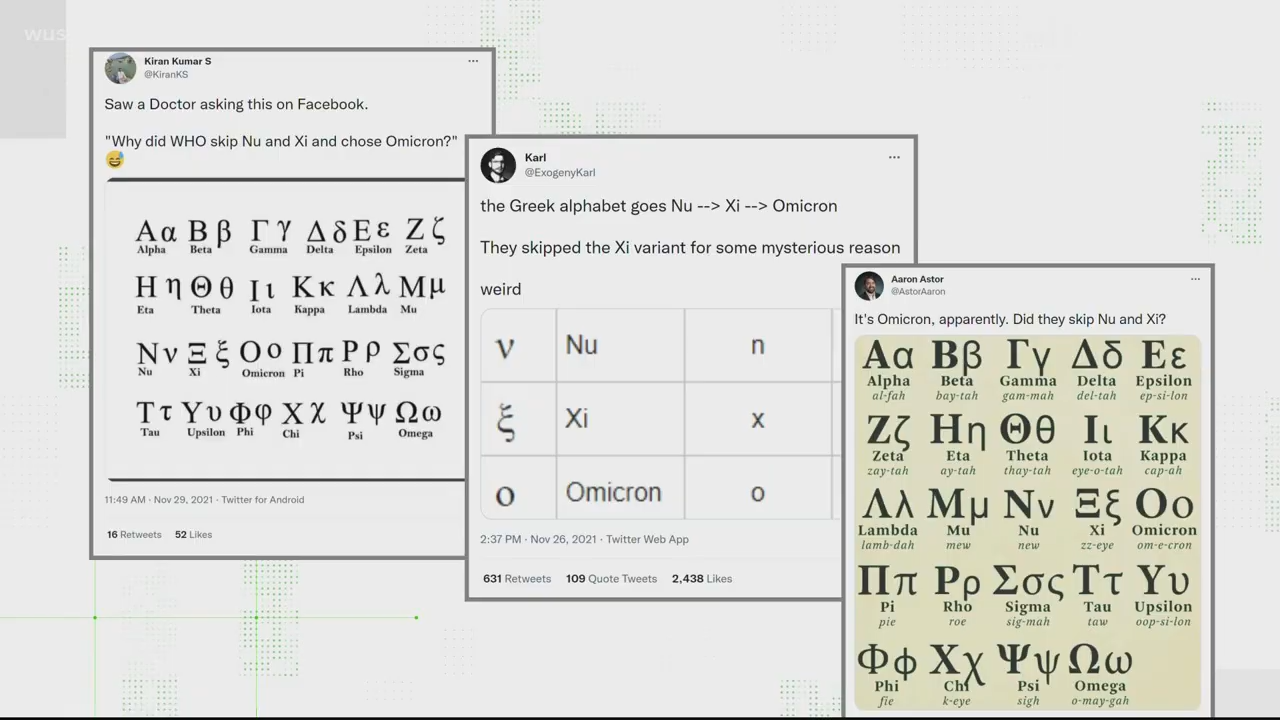 wus
Kiran Kumar S
@KiranKS
Saw a Doctor asking this on Facebook.
"Why did WHO skip Nu and Xi and chose Omicron?"
😅
Αα Ββ Γγ Δδ Εε Ζζ
Alpha Beta Gamma Delta Epsilon Zeta
Ηη Θθ Ιι Κκ Λλ Μμ
Eta Theta Iota Kappa Lambda Mu
Νν Ξξ Οο Ππ Ρρ Σσς
Nu Xi Omicron Pi Rho Sigma
Ττ Υυ Φφ Χχ Ψψ Ωω
Tau Upsilon Phi Chi Psi Omega
11:49 AM · Nov 29, 2021 · Twitter for Android
16 Retweets 52 Likes
Karl
@ExogenyKarl
the Greek alphabet goes Nu --> Xi --> Omicron
They skipped the Xi variant for some mysterious reason
weird
ν Nu n
ξ Xi x
ο Omicron o
2:37 PM · Nov 26, 2021 · Twitter Web App
631 Retweets 109 Quote Tweets 2,438 Likes
Aaron Astor
@AstorAaron
It's Omicron, apparently. Did they skip Nu and Xi?
Αα Ββ Γγ Δδ Εε
Alpha Beta Gamma Delta Epsilon
al-fah bay-tah gam-mah del-tah ep-si-lon
Ζζ Ηη Θθ Ιι Κκ
Zeta Eta Theta Iota Kappa
zay-tah ay-tah thay-tah eye-o-tah cap-ah
Λλ Μμ Νν Ξξ Οο
Lambda Mu Nu Xi Omicron
lamb-dah mew new zz-eye om-e-cron
Ππ Ρρ Σσς Ττ Υυ
Pi Rho Sigma Tau Upsilon
pie roe sig-mah taw oop-si-lon
Φφ Χχ Ψψ Ωω
Phi Chi Psi Omega
fie k-eye sigh o-may-gah